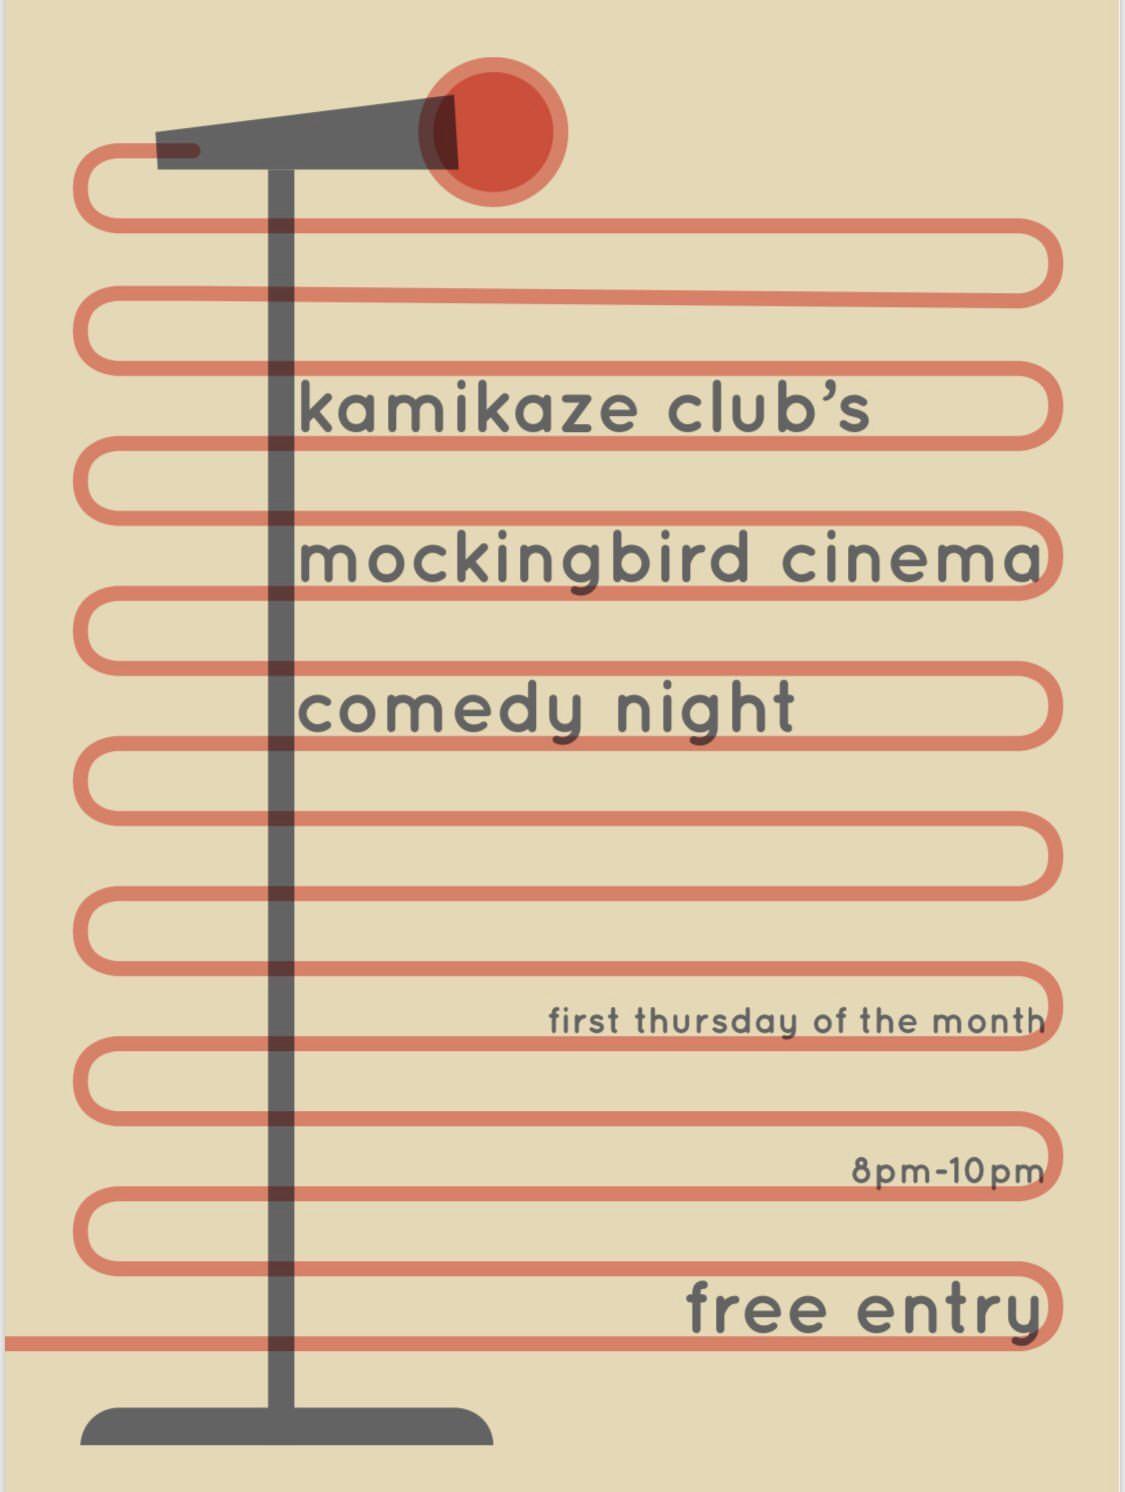 kamikaze club’s
mockingbird cinema
comedy night
first thursday of the month
8pm-10pm
free entry